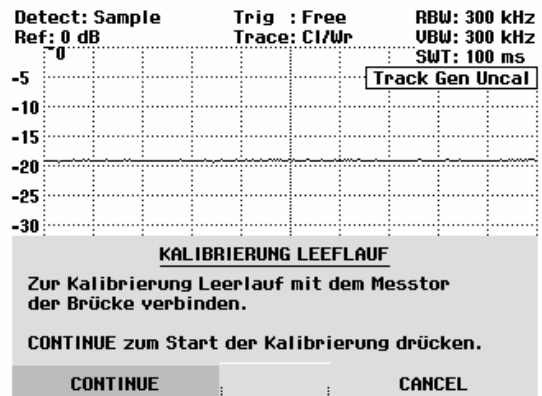 Detect: Sample Trig : Free RBW: 300 kHz
Ref: 0 dB Trace: Cl/Wr VBW: 300 kHz
0 SWT: 100 ms
-5 Track Gen Uncal
-10
-15
-20
-25
-30
KALIBRIERUNG LEEFLAUF
Zur Kalibrierung Leerlauf mit dem Messtor
der Brücke verbinden.
CONTINUE zum Start der Kalibrierung drücken.
CONTINUE CANCEL